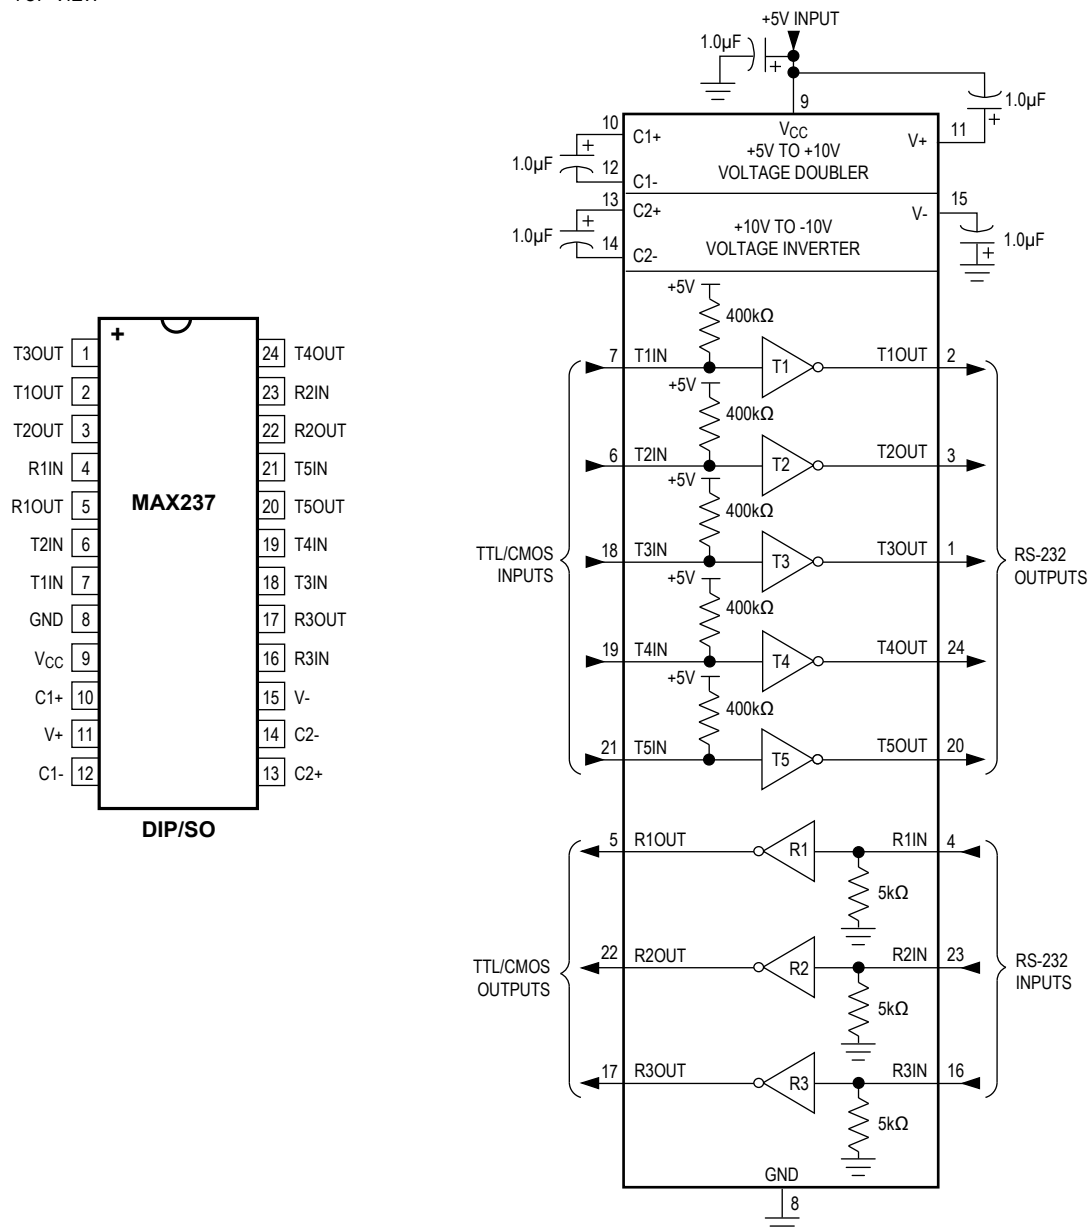 +5V INPUT
1.0µF
+
9
1.0µF
+
VCC
+5V TO +10V
VOLTAGE DOUBLER
10
C1+
+
1.0µF
12
C1-
V+
11
13
C2+
+
1.0µF
14
C2-
+10V TO -10V
VOLTAGE INVERTER
V-
15
1.0µF
+
+
MAX237
T3OUT 1
T1OUT 2
T2OUT 3
R1IN 4
R1OUT 5
T2IN 6
T1IN 7
GND 8
VCC 9
C1+ 10
V+ 11
C1- 12
24 T4OUT
23 R2IN
22 R2OUT
21 T5IN
20 T5OUT
19 T4IN
18 T3IN
17 R3OUT
16 R3IN
15 V-
14 C2-
13 C2+
DIP/SO
TTL/CMOS
INPUTS
+5V
400kΩ
7 T1IN T1 T1OUT 2
+5V
400kΩ
6 T2IN T2 T2OUT 3
+5V
400kΩ
18 T3IN T3 T3OUT 1
+5V
400kΩ
19 T4IN T4 T4OUT 24
+5V
400kΩ
21 T5IN T5 T5OUT 20
RS-232
OUTPUTS
TTL/CMOS
OUTPUTS
5 R1OUT R1 R1IN 4
5kΩ
22 R2OUT R2 R2IN 23
5kΩ
17 R3OUT R3 R3IN 16
5kΩ
RS-232
INPUTS
GND
8